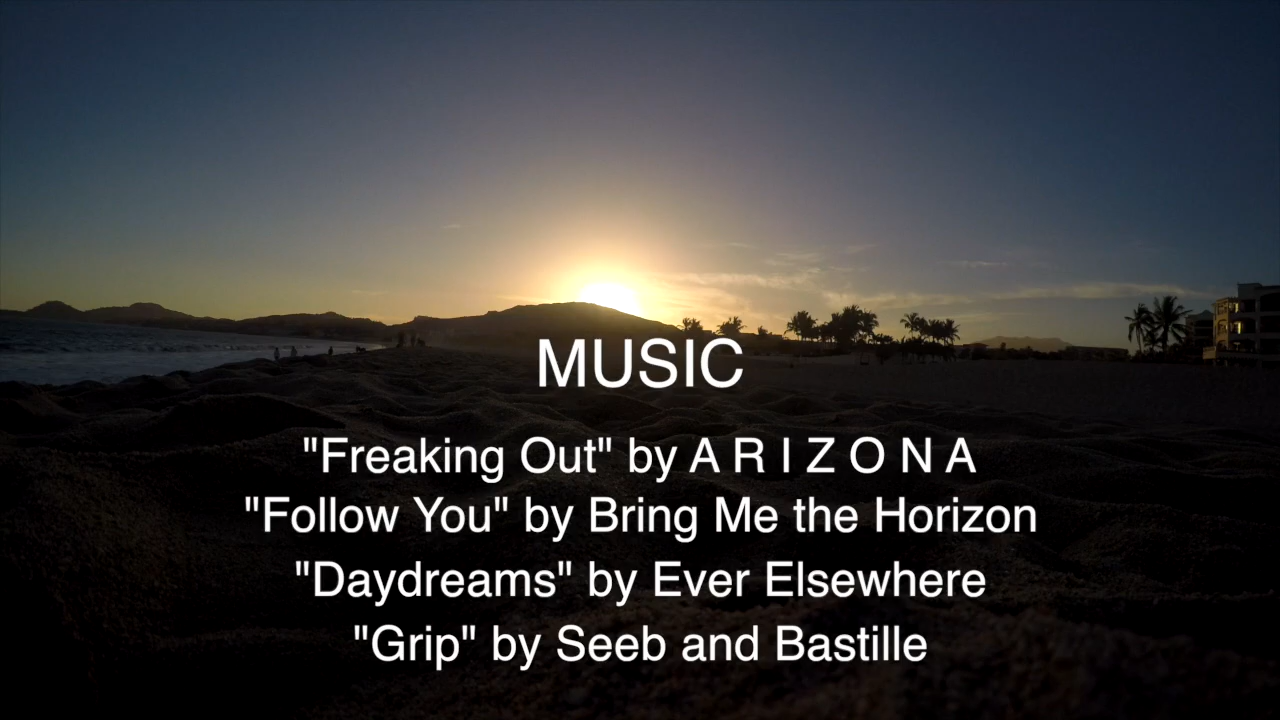 MUSIC
"Freaking Out" by A R I Z O N A
"Follow You" by Bring Me the Horizon
"Daydreams" by Ever Elsewhere
"Grip" by Seeb and Bastille